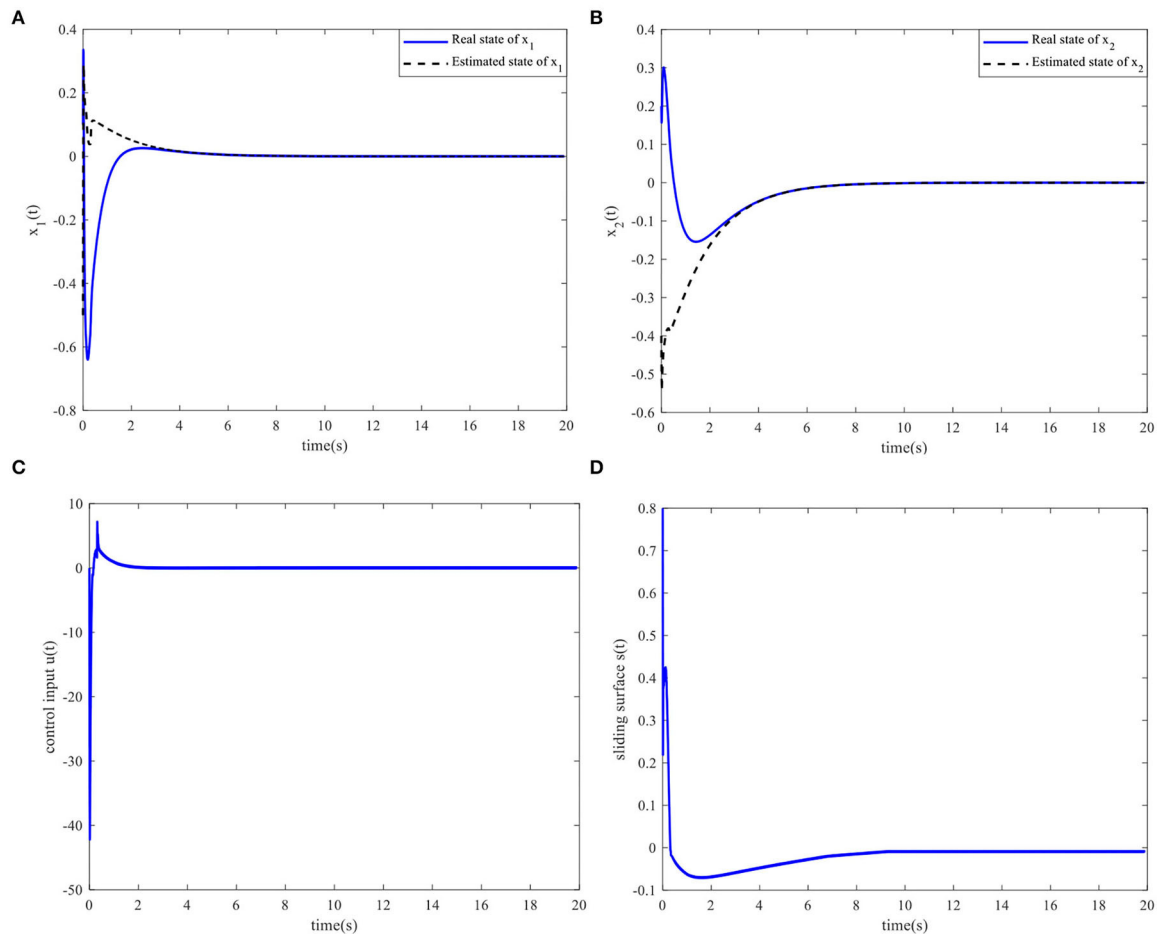 A
0.4
0.2
0
-0.2
-0.4
-0.6
-0.8
x1(t)
Real state of x1
Estimated state of x1
0 2 4 6 8 10 12 14 16 18 20
time(s)
B
0.4
0.3
0.2
0.1
0
-0.1
-0.2
-0.3
-0.4
-0.5
-0.6
x2(t)
Real state of x2
Estimated state of x2
0 2 4 6 8 10 12 14 16 18 20
time(s)
C
10
0
-10
-20
-30
-40
-50
control input u(t)
0 2 4 6 8 10 12 14 16 18 20
time(s)
D
0.8
0.7
0.6
0.5
0.4
0.3
0.2
0.1
0
-0.1
sliding surface s(t)
0 2 4 6 8 10 12 14 16 18 20
time(s)